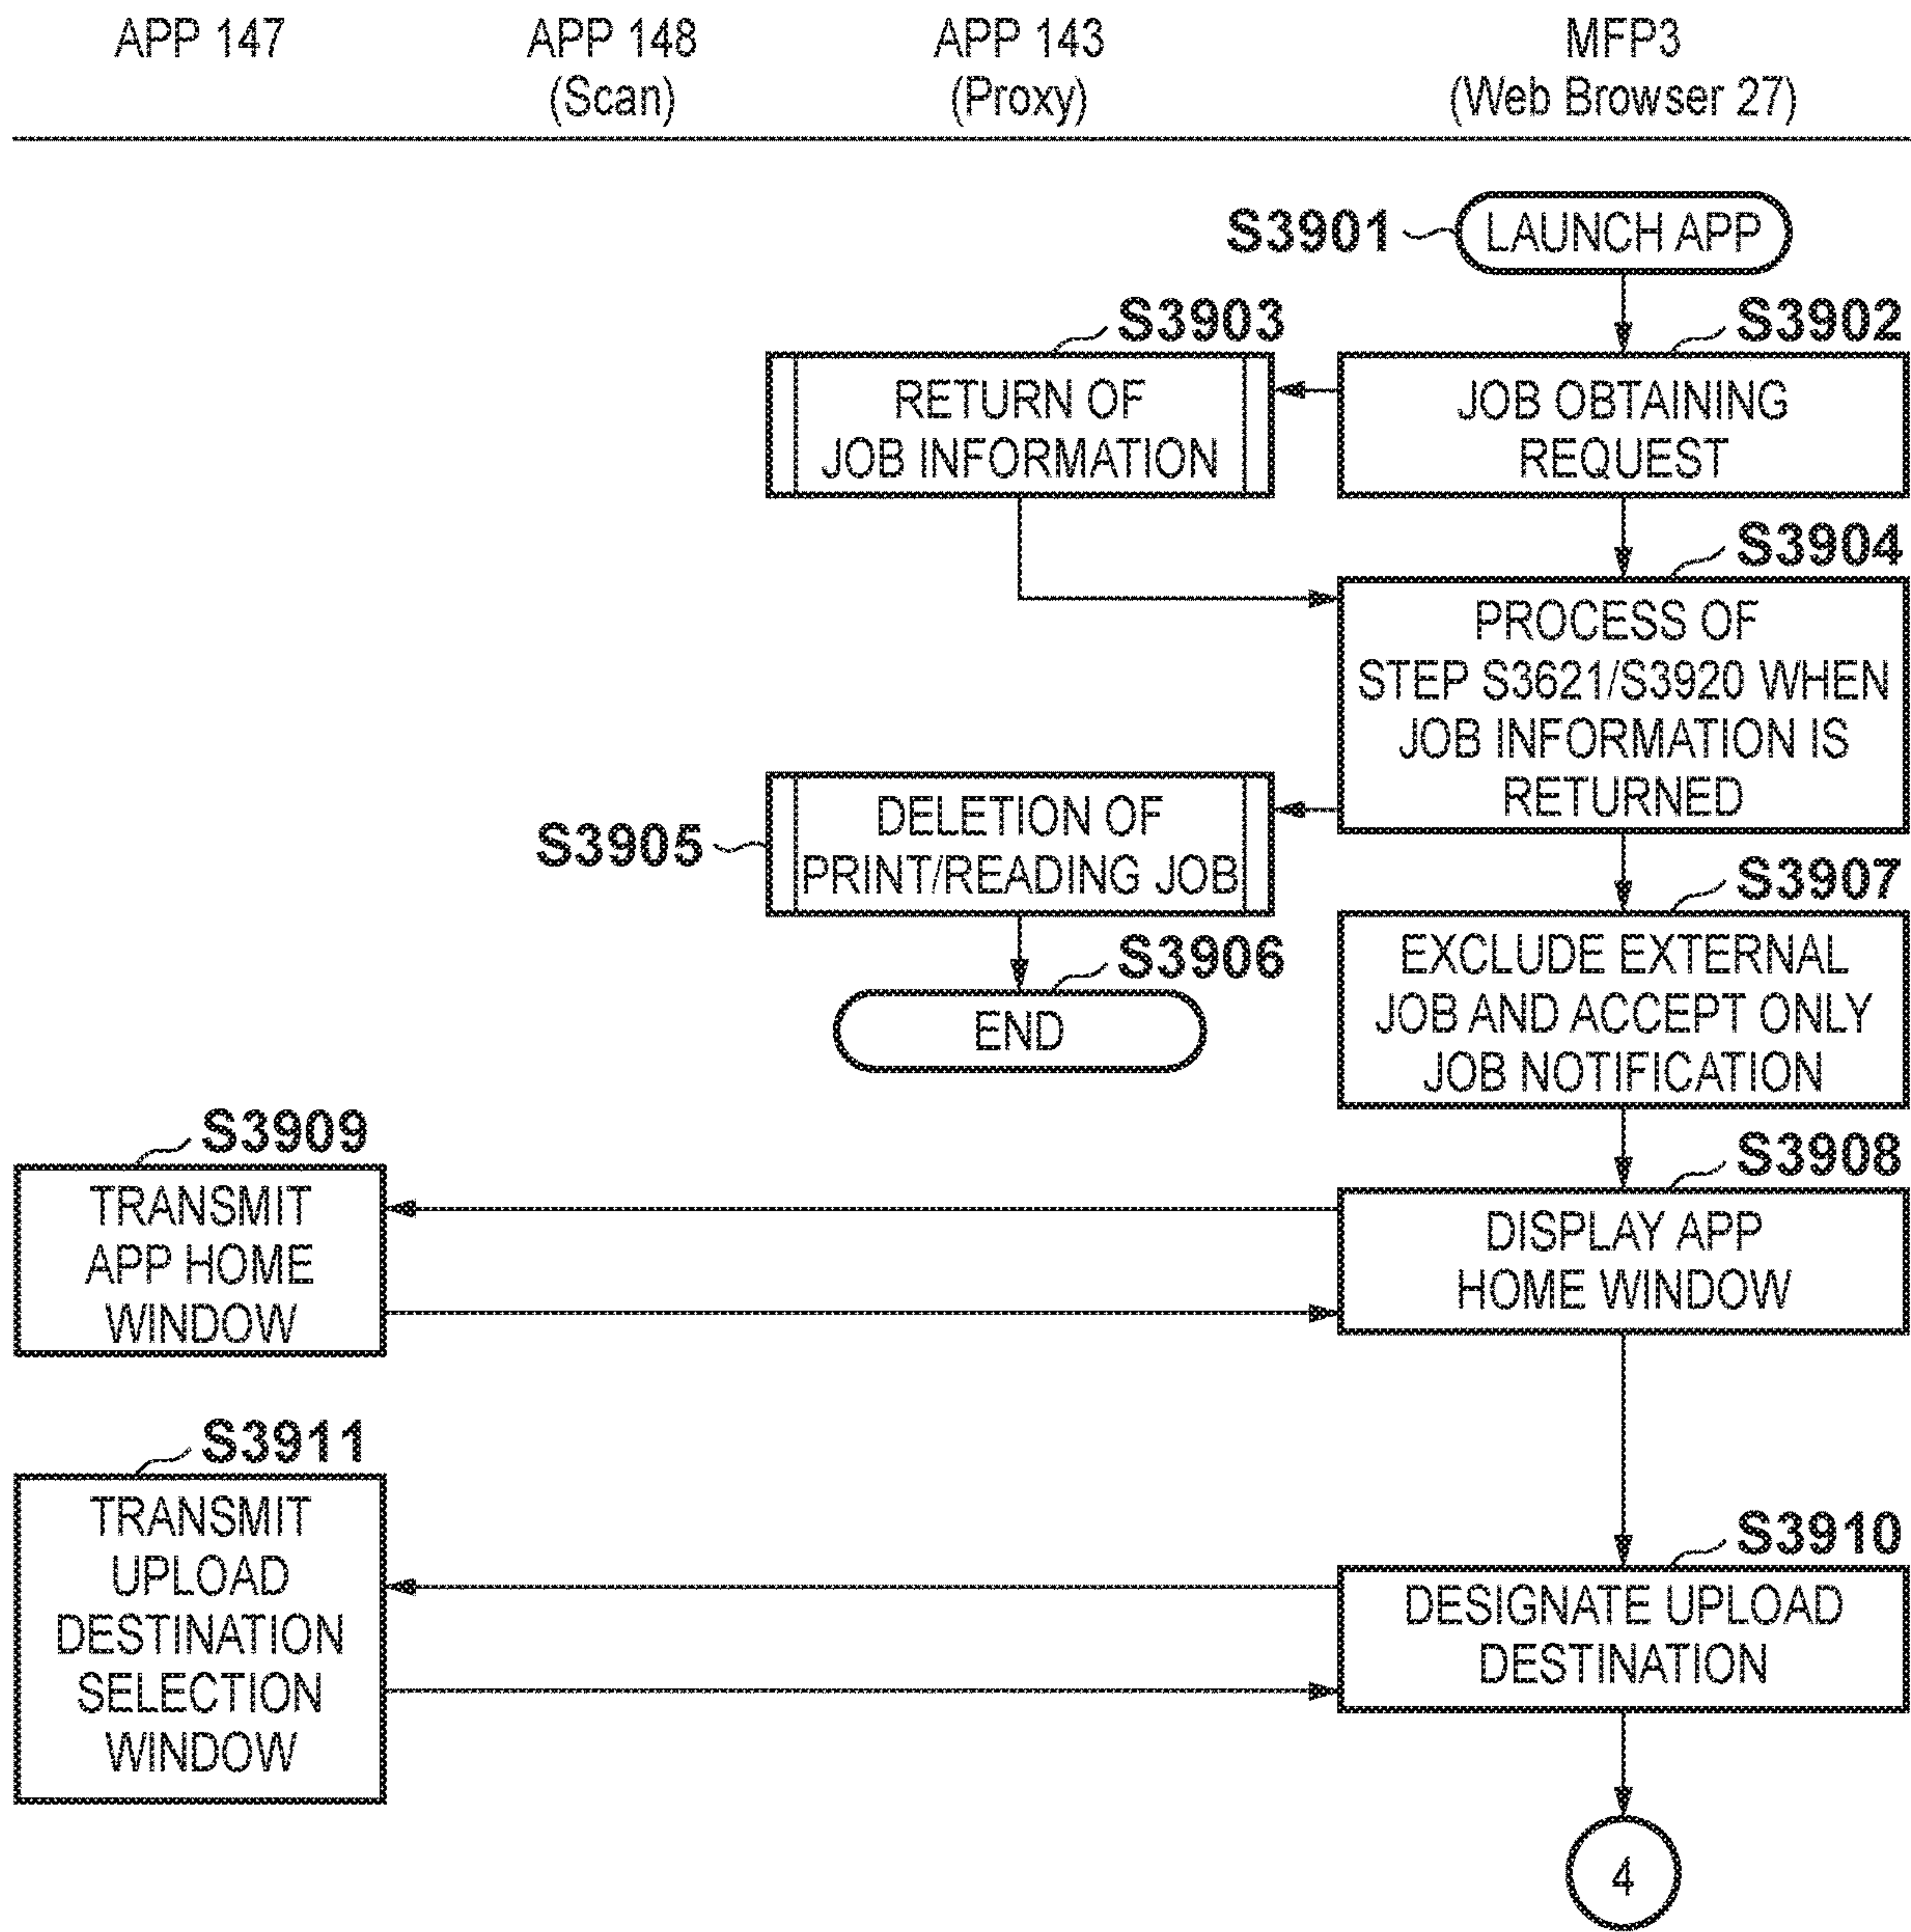 APP 147
APP 148
(Scan)
APP 143
(Proxy)
MFP3
(Web Browser 27)
S3901
LAUNCH APP
S3903
RETURN OF
JOB INFORMATION
S3902
JOB OBTAINING
REQUEST
S3904
PROCESS OF
STEP S3621/S3920 WHEN
JOB INFORMATION IS
RETURNED
S3905
DELETION OF
PRINT/READING JOB
S3906
END
S3907
EXCLUDE EXTERNAL
JOB AND ACCEPT ONLY
JOB NOTIFICATION
S3909
TRANSMIT
APP HOME
WINDOW
S3908
DISPLAY APP
HOME WINDOW
S3911
TRANSMIT
UPLOAD
DESTINATION
SELECTION
WINDOW
S3910
DESIGNATE UPLOAD
DESTINATION
4